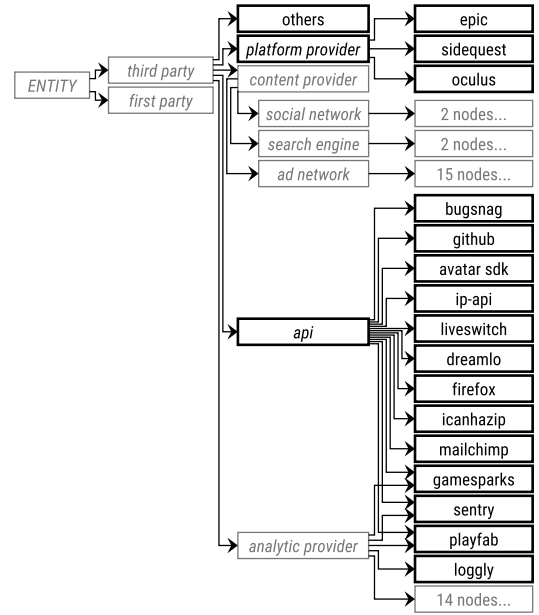 others
epic
platform provider
sidequest
third party
content provider
oculus
ENTITY
first party
social network
2 nodes...
search engine
2 nodes...
ad network
15 nodes...
bugsnag
github
avatar sdk
ip-api
api
liveswitch
dreamlo
firefox
icanhazip
mailchimp
gamesparks
sentry
analytic provider
playfab
loggly
14 nodes...